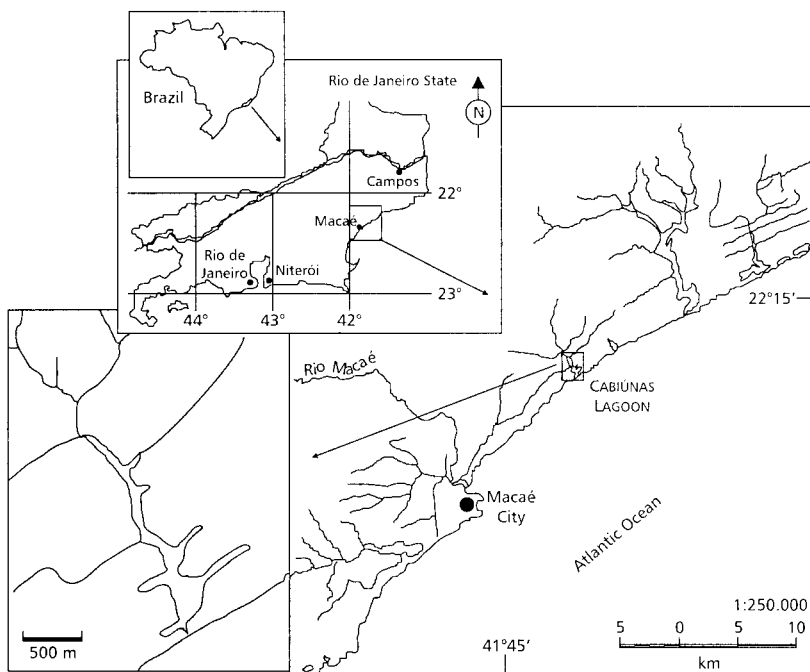 Brazil
Rio de Janeiro State
N
Campos
22°
Macaé
Rio de
Janeiro
Niterói
23°
44°
43°
42°
22°15'
Rio Macaé
CABIÚNAS
LAGOON
Macaé
City
Atlantic Ocean
500 m
41°45'
1:250.000
5 0 5 10
km